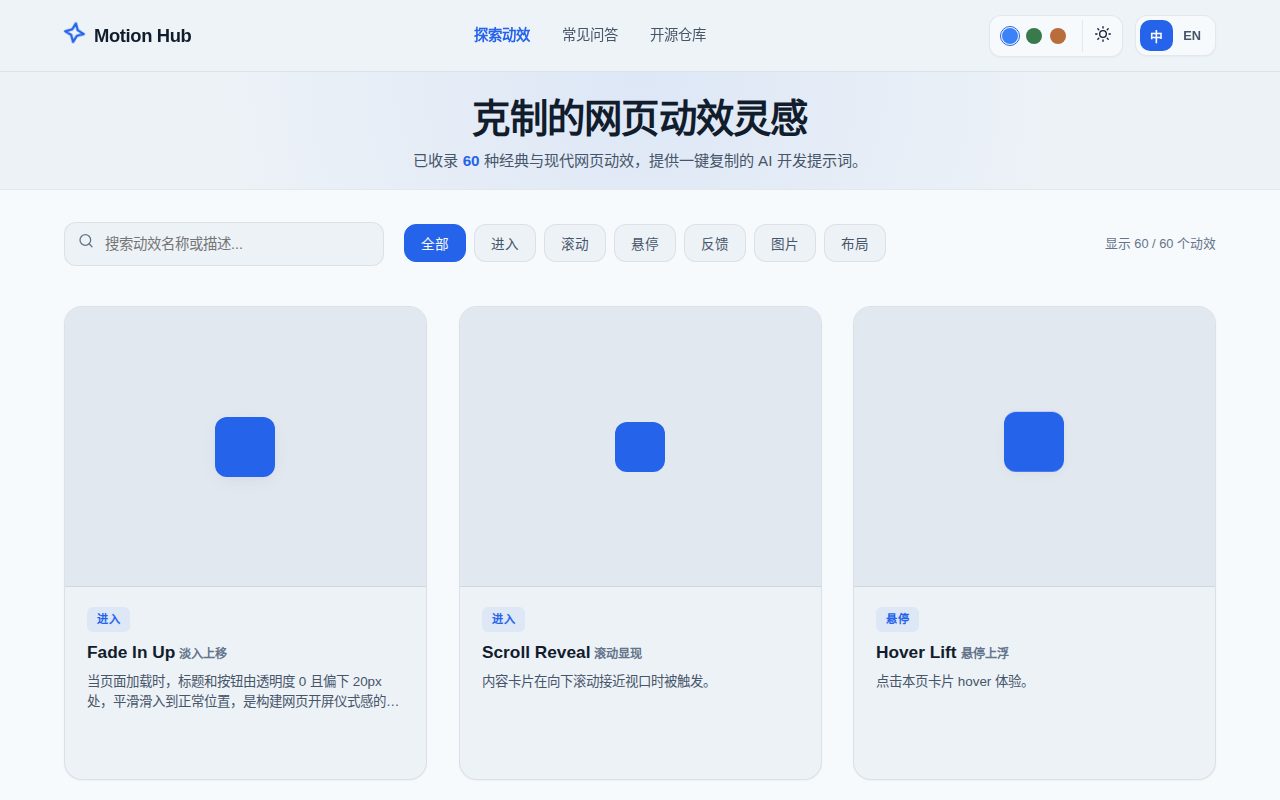 Motion Hub
探索动效
常见问答
开源仓库
中
EN
克制的网页动效灵感
已收录 60 种经典与现代网页动效，提供一键复制的 AI 开发提示词。
搜索动效名称或描述...
全部
进入
滚动
悬停
反馈
图片
布局
显示 60 / 60 个动效
进入
Fade In Up 淡入上移
当页面加载时，标题和按钮由透明度 0 且偏下 20px
处，平滑滑入到正常位置，是构建网页开屏仪式感的…
进入
Scroll Reveal 滚动显现
内容卡片在向下滚动接近视口时被触发。
悬停
Hover Lift 悬停上浮
点击本页卡片 hover 体验。